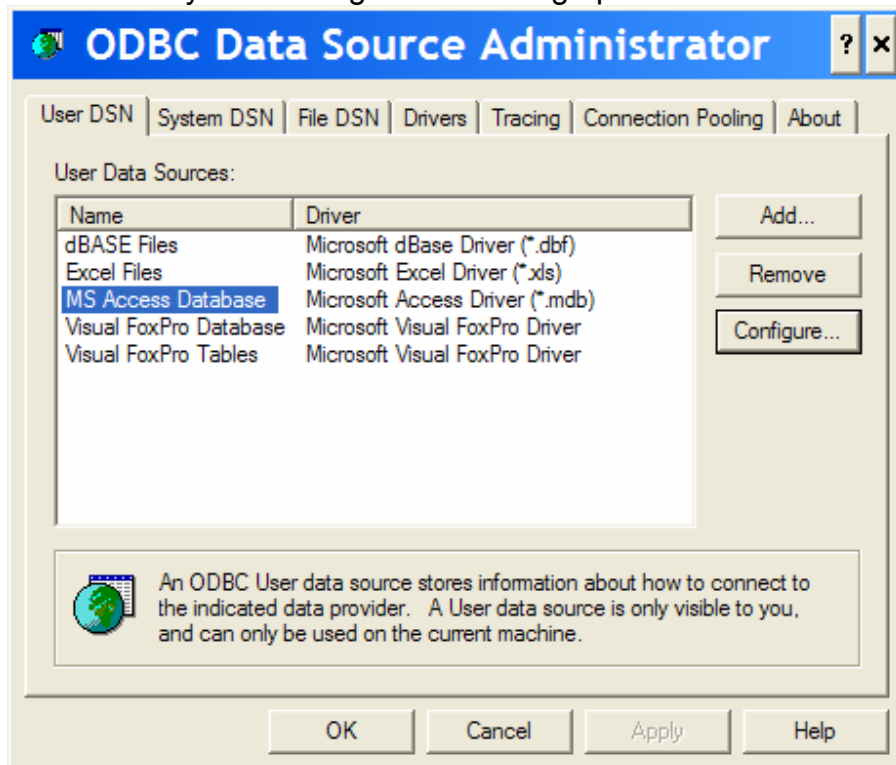 ODBC Data Source Administrator ? ×
User DSN System DSN File DSN Drivers Tracing Connection Pooling About
User Data Sources:
Name Driver
dBASE Files Microsoft dBase Driver (*.dbf)
Excel Files Microsoft Excel Driver (*.xls)
MS Access Database Microsoft Access Driver (*.mdb)
Visual FoxPro Database Microsoft Visual FoxPro Driver
Visual FoxPro Tables Microsoft Visual FoxPro Driver
Add...
Remove
Configure...
An ODBC User data source stores information about how to connect to
the indicated data provider. A User data source is only visible to you,
and can only be used on the current machine.
OK Cancel Apply Help